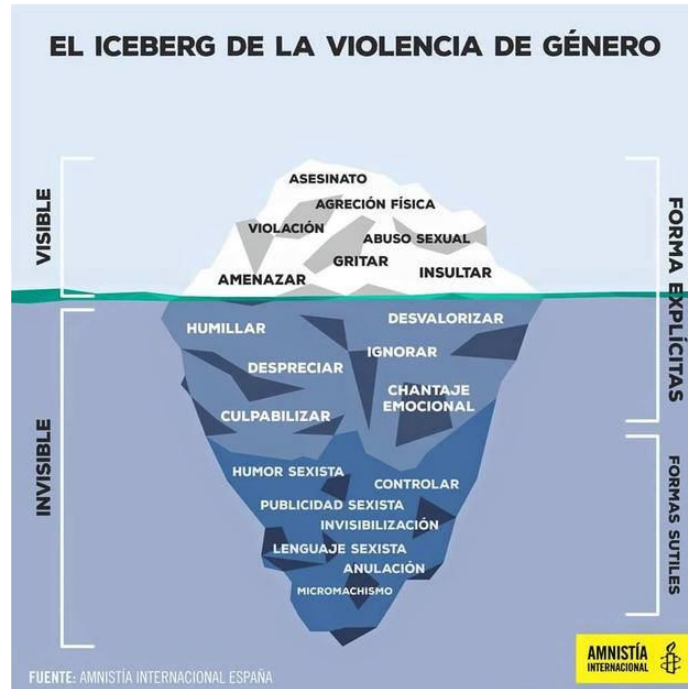 EL ICEBERG DE LA VIOLENCIA DE GÉNERO
VISIBLE
ASESINATO
AGRECIÓN FÍSICA
VIOLACIÓN
ABUSO SEXUAL
GRITAR
AMENAZAR
INSULTAR
FORMA EXPLÍCITAS
INVISIBLE
HUMILLAR
DESVALORIZAR
IGNORAR
DESPRECIAR
CHANTAJE
EMOCIONAL
CULPABILIZAR
FORMAS SUTILES
HUMOR SEXISTA
CONTROLAR
PUBLICIDAD SEXISTA
INVISIBILIZACIÓN
LENGUAJE SEXISTA
ANULACIÓN
MICROMACHISMO
FUENTE: AMNISTÍA INTERNACIONAL ESPAÑA
AMNISTÍA
INTERNACIONAL